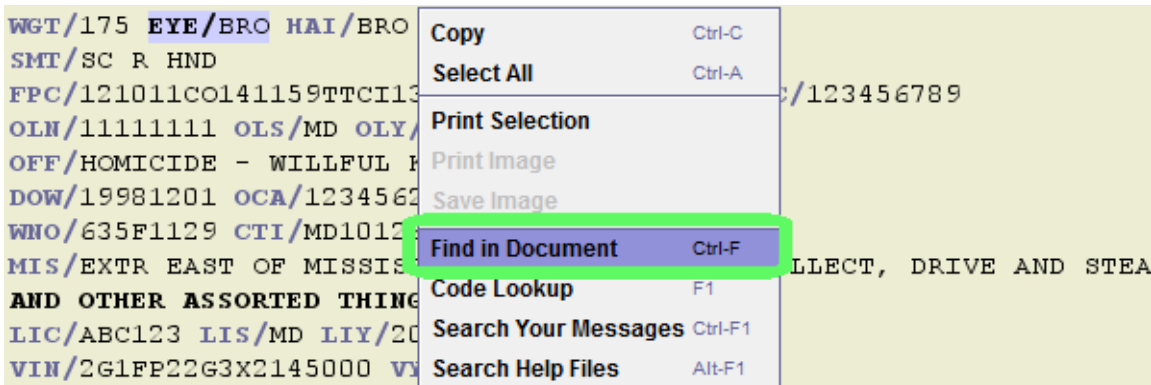 WGT/175 EYE/BRO HAI/BRO
SMT/SC R HND
FPC/121011CO141159TTCI13 /123456789
OLN/11111111 OLS/MD OLY/
OFF/HOMICIDE - WILLFUL
DOW/19981201 OCA/1234562
WNO/635F1129 CTI/MD1012
MIS/EXTR EAST OF MISSIS LLECT, DRIVE AND STEA
AND OTHER ASSORTED THING
LIC/ABC123 LIS/MD LIY/20
VIN/2G1FP22G3X2145000 VY
Copy Ctrl-C
Select All Ctrl-A
Print Selection
Print Image
Save Image
Find in Document Ctrl-F
Code Lookup F1
Search Your Messages Ctrl-F1
Search Help Files Alt-F1